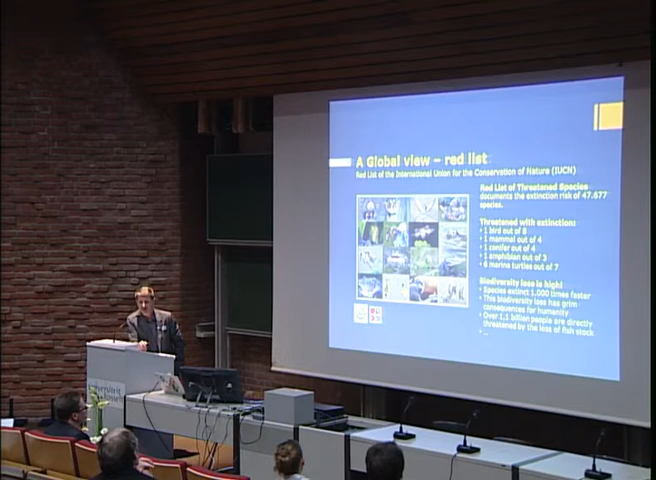 A Global view – red list
Red List of the International Union for the Conservation of Nature (IUCN)
Red List of Threatened Species
documents the extinction risk of 47.677
species.
Threatened with extinction:
• 1 bird out of 8
• 1 mammal out of 4
• 1 conifer out of 4
• 1 amphibian out of 3
• 6 marine turtles out of 7
Biodiversity loss is high!
• Species extinct 1.000 times faster
• This biodiversity loss has grim
consequences for humanity
• Over 1,1 billion people are directly
threatened by the loss of fish stock